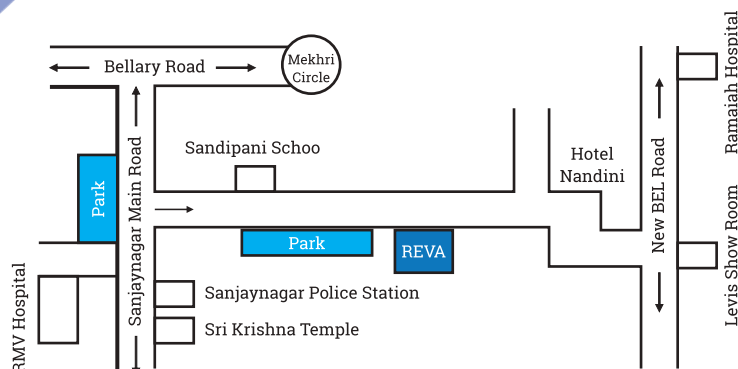 Mekhri
Circle
Bellary Road
Ramaiah Hospital
Sandipani Schoo
Hotel
Nandini
Park
Sanjaynagar Main Road
New BEL Road
Park
REVA
Levis Show Room
Sanjaynagar Police Station
RMV Hospital
Sri Krishna Temple